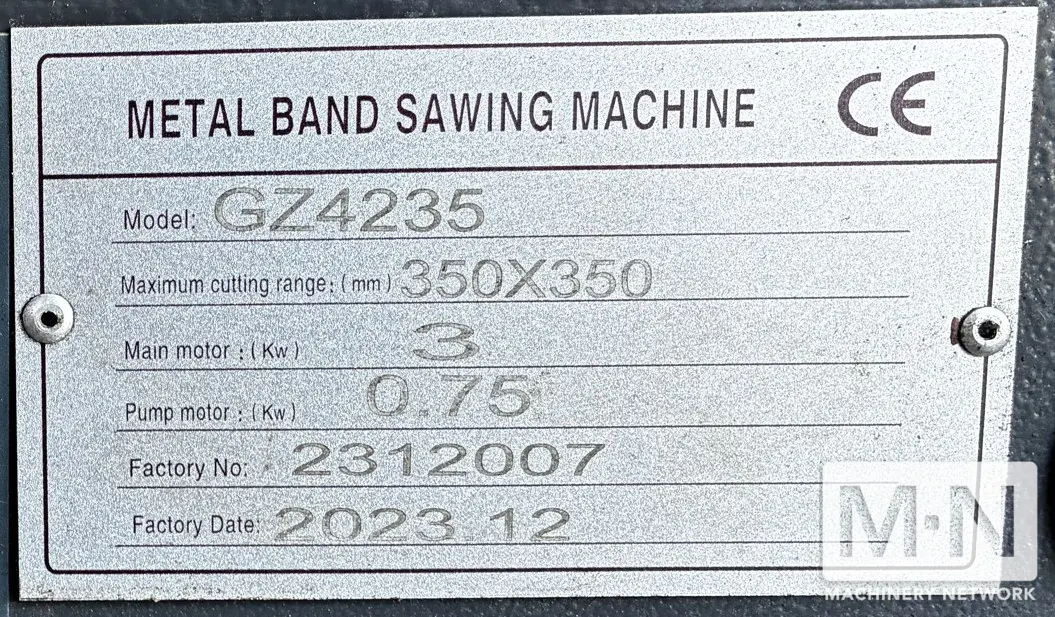 METAL BAND SAWING MACHINE CE
Model: GZ4235
Maximum cutting range:(mm) 350X350
Main motor :(Kw) 3
Pump motor :(Kw) 0.75
Factory No: 2312007
Factory Date: 2023.12
M·N
MACHINERY NETWORK